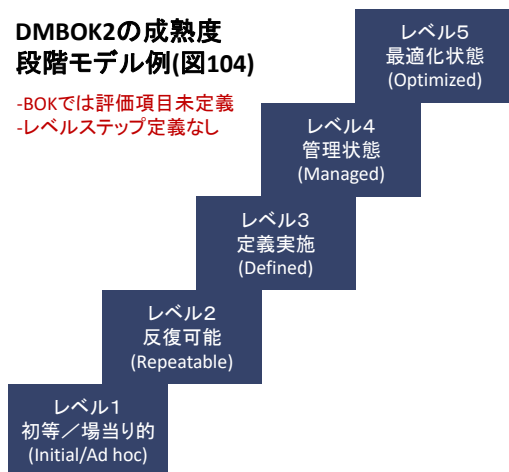 DMBOK2の成熟度
段階モデル例(図104)
-BOKでは評価項目未定義
-レベルステップ定義なし
レベル5
最適化状態
(Optimized)
レベル4
管理状態
(Managed)
レベル3
定義実施
(Defined)
レベル2
反復可能
(Repeatable)
レベル1
初等／場当り的
(Initial/Ad hoc)